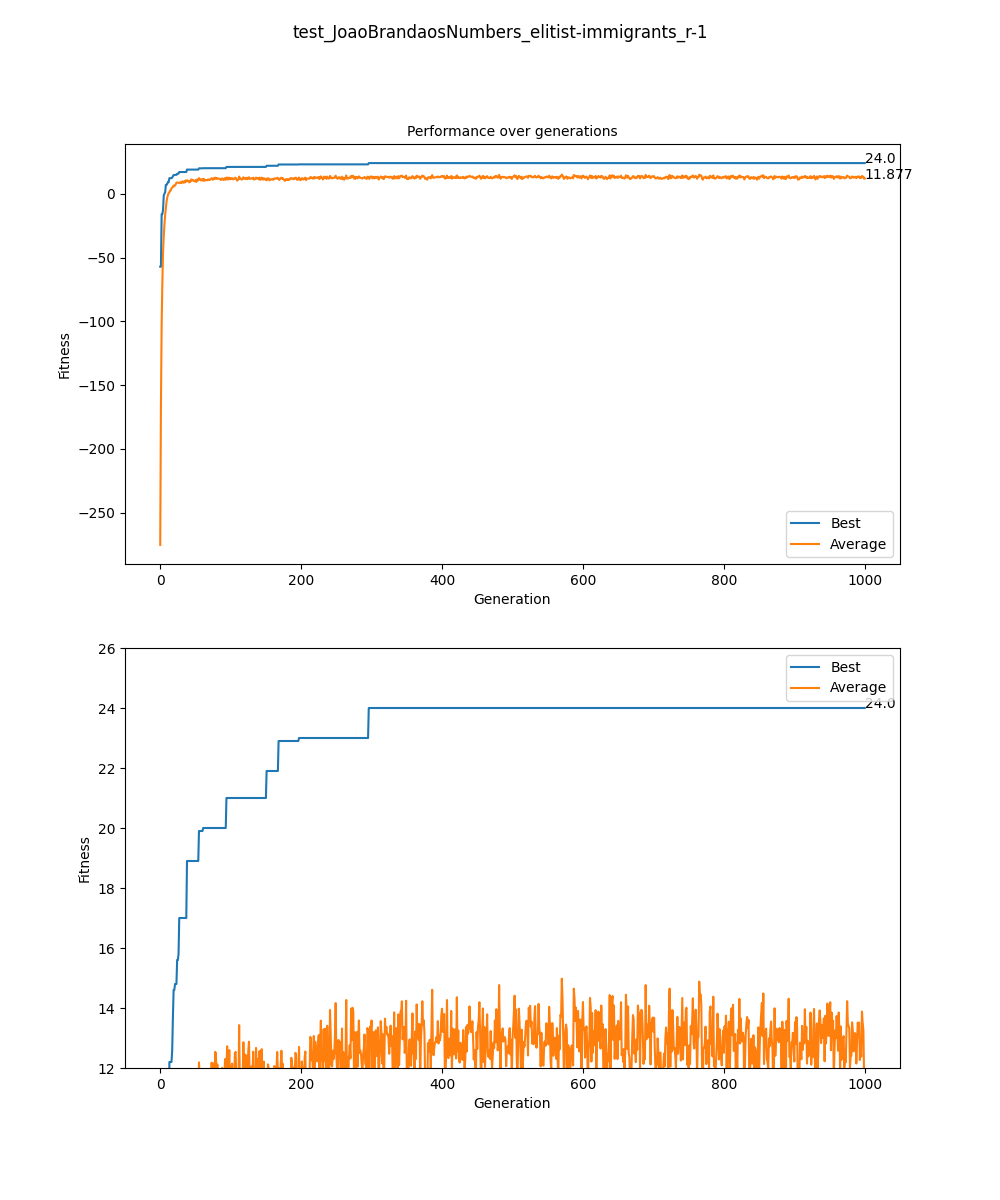 test_JoaoBrandaosNumbers_elitist-immigrants_r-1
Performance over generations
24.0
11.877
0
−50
−100
−150
−200
−250
Fitness
Best
Average
0 200 400 600 800 1000
Generation
Best
Average
24.0
26
24
22
20
18
16
14
12
Fitness
0 200 400 600 800 1000
Generation